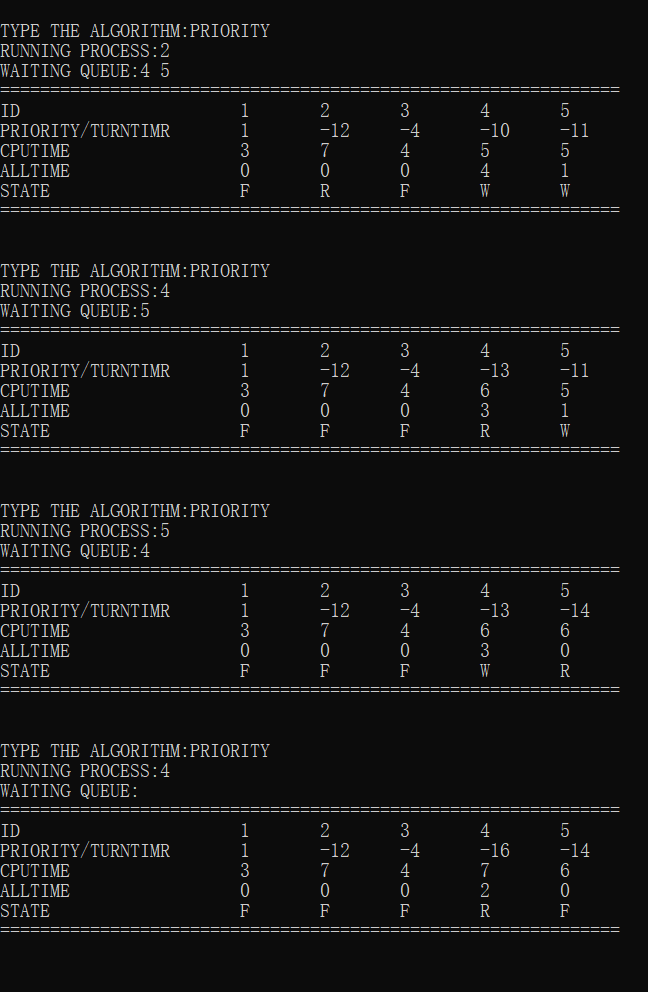 TYPE THE ALGORITHM:PRIORITY
RUNNING PROCESS:2
WAITING QUEUE:4 5
==============================================================
ID 1 2 3 4 5
PRIORITY/TURNTIMR 1 -12 -4 -10 -11
CPUTIME 3 7 4 5 5
ALLTIME 0 0 0 4 1
STATE F R F W W
==============================================================
TYPE THE ALGORITHM:PRIORITY
RUNNING PROCESS:4
WAITING QUEUE:5
==============================================================
ID 1 2 3 4 5
PRIORITY/TURNTIMR 1 -12 -4 -13 -11
CPUTIME 3 7 4 6 5
ALLTIME 0 0 0 3 1
STATE F F F R W
==============================================================
TYPE THE ALGORITHM:PRIORITY
RUNNING PROCESS:5
WAITING QUEUE:4
==============================================================
ID 1 2 3 4 5
PRIORITY/TURNTIMR 1 -12 -4 -13 -14
CPUTIME 3 7 4 6 6
ALLTIME 0 0 0 3 0
STATE F F F W R
==============================================================
TYPE THE ALGORITHM:PRIORITY
RUNNING PROCESS:4
WAITING QUEUE:
==============================================================
ID 1 2 3 4 5
PRIORITY/TURNTIMR 1 -12 -4 -16 -14
CPUTIME 3 7 4 7 6
ALLTIME 0 0 0 2 0
STATE F F F R F
==============================================================